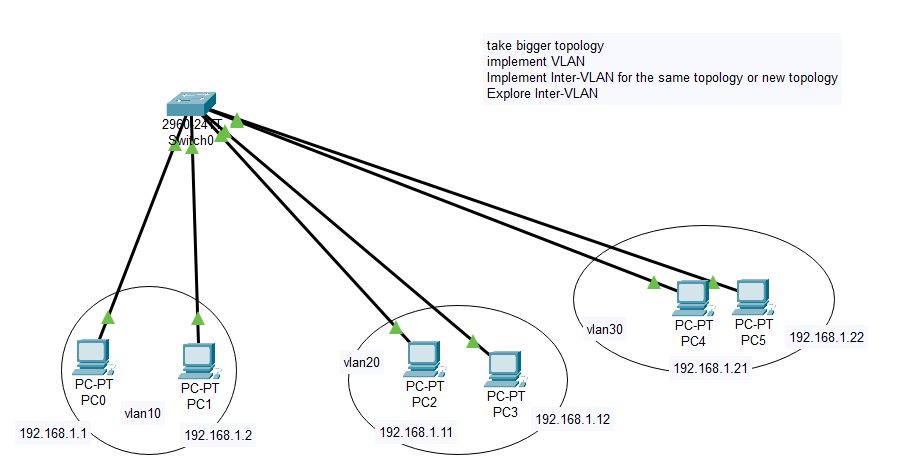 take bigger topology
implement VLAN
Implement Inter-VLAN for the same topology or new topology
Explore Inter-VLAN
2960-24TT
Switch0
vlan30
PC-PT
PC4
PC-PT
PC5
192.168.1.22
192.168.1.21
vlan20
PC-PT
PC2
PC-PT
PC3
192.168.1.12
192.168.1.11
PC-PT
PC0
PC-PT
PC1
vlan10
192.168.1.1
192.168.1.2